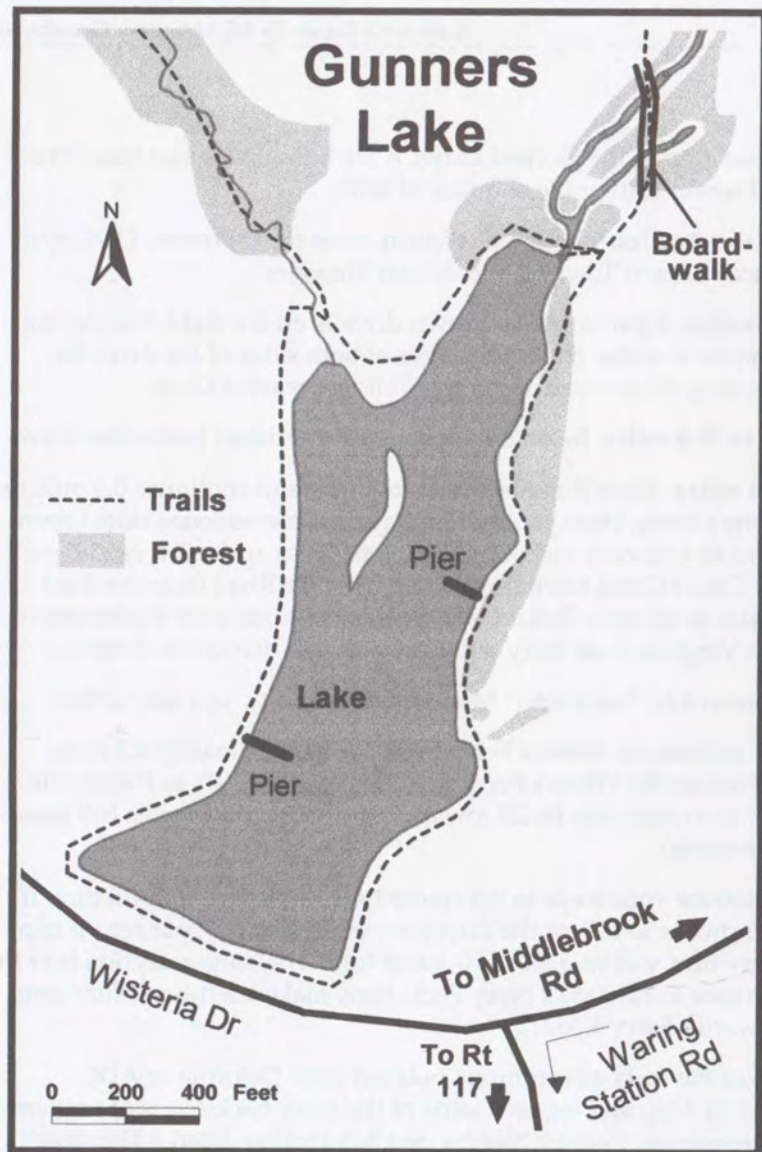 Gunners
Lake
N
Board-
walk
Trails
Forest
Pier
Lake
Pier
Wisteria Dr
To Middlebrook
Rd
To Rt
117
Waring
Station Rd
0 200 400 Feet